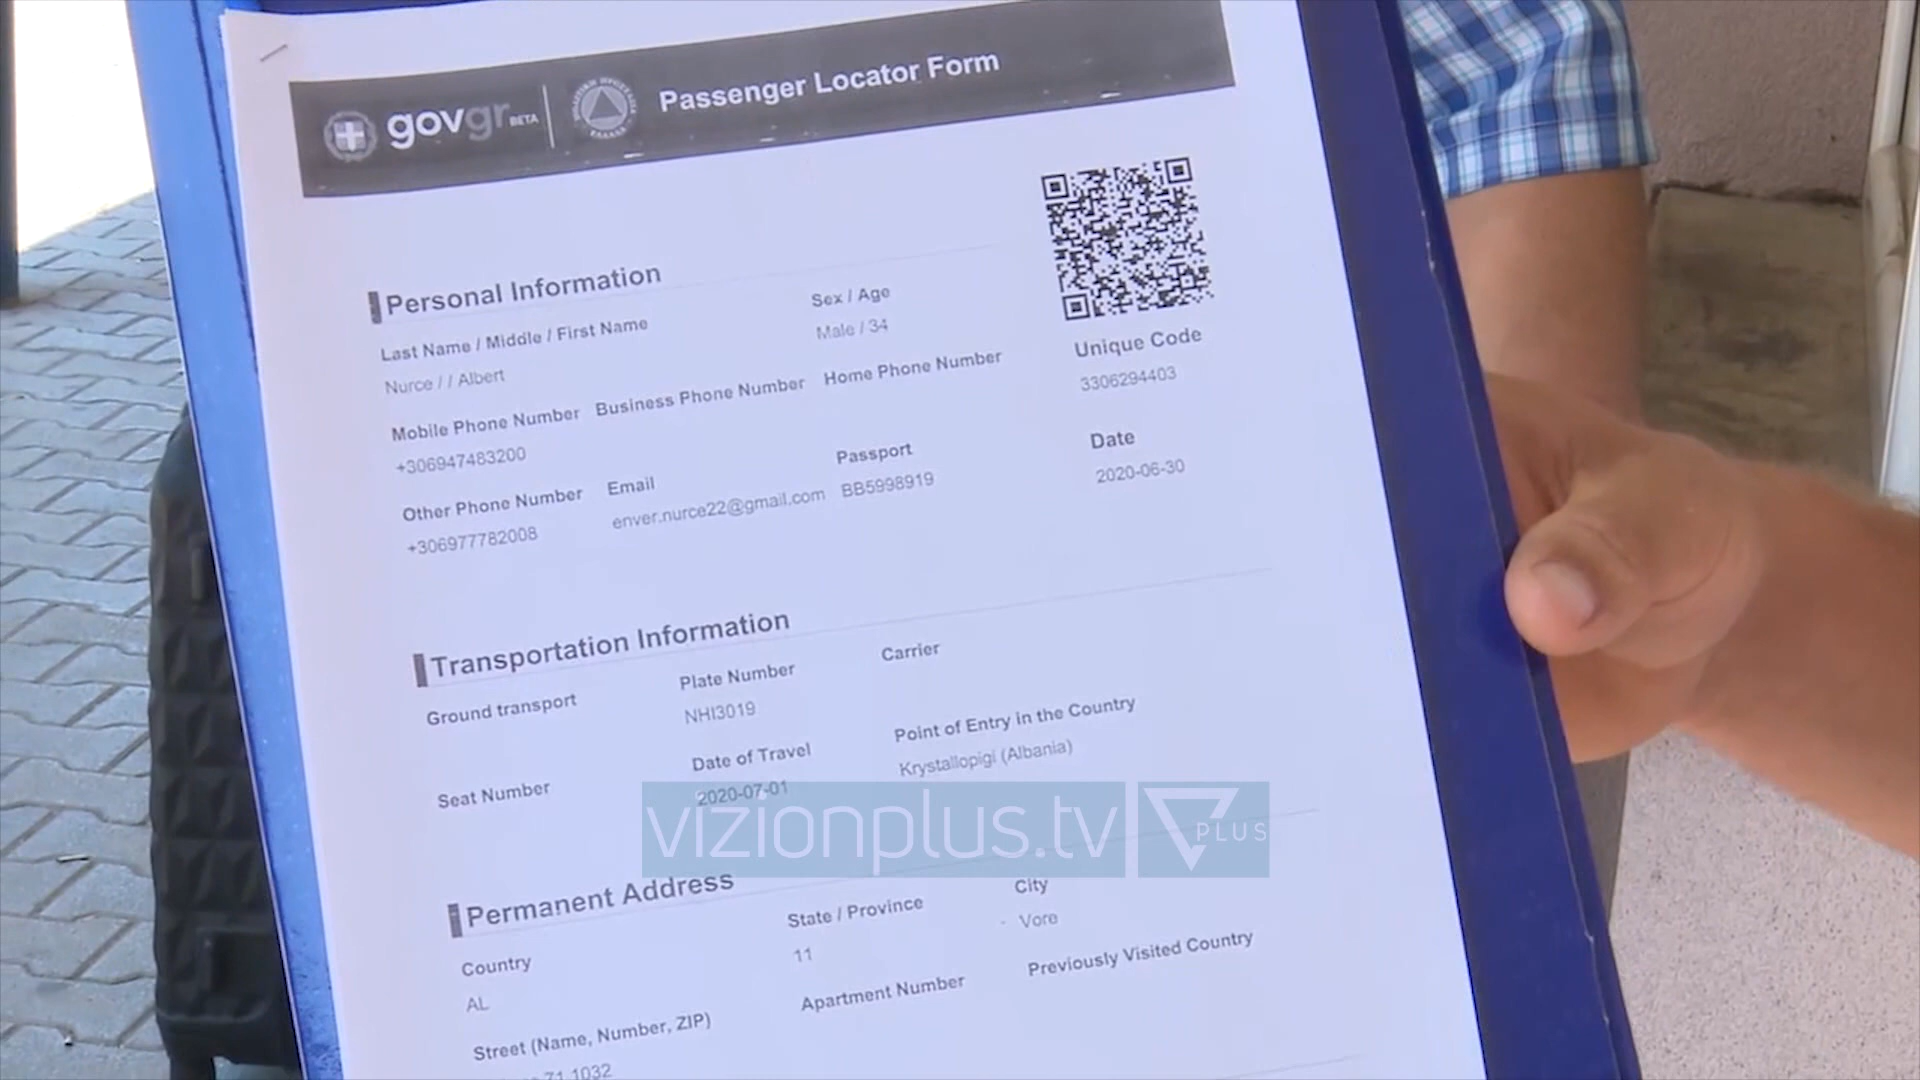 govgr BETA
Passenger Locator Form
Personal Information
Last Name / Middle / First Name
Sex / Age
Nurce / / Albert
Male / 34
Unique Code
3306294403
Mobile Phone Number
Business Phone Number
Home Phone Number
+306947483200
Date
2020-06-30
Other Phone Number
Email
Passport
+306977782008
enver.nurce22@gmail.com
BB5998919
Transportation Information
Ground transport
Plate Number
Carrier
NHI3019
Seat Number
Date of Travel
Point of Entry in the Country
2020-07-01
Krystallopigi (Albania)
vizionplus.tv
PLUS
Permanent Address
Country
State / Province
City
AL
11
- Vore
Street (Name, Number, ZIP)
Apartment Number
Previously Visited Country
71 1032